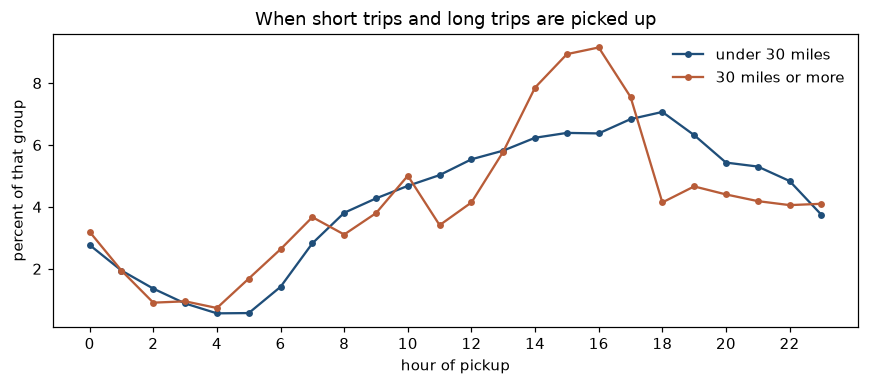 When short trips and long trips are picked up
under 30 miles
30 miles or more
percent of that group
8
6
4
2
0 2 4 6 8 10 12 14 16 18 20 22
hour of pickup